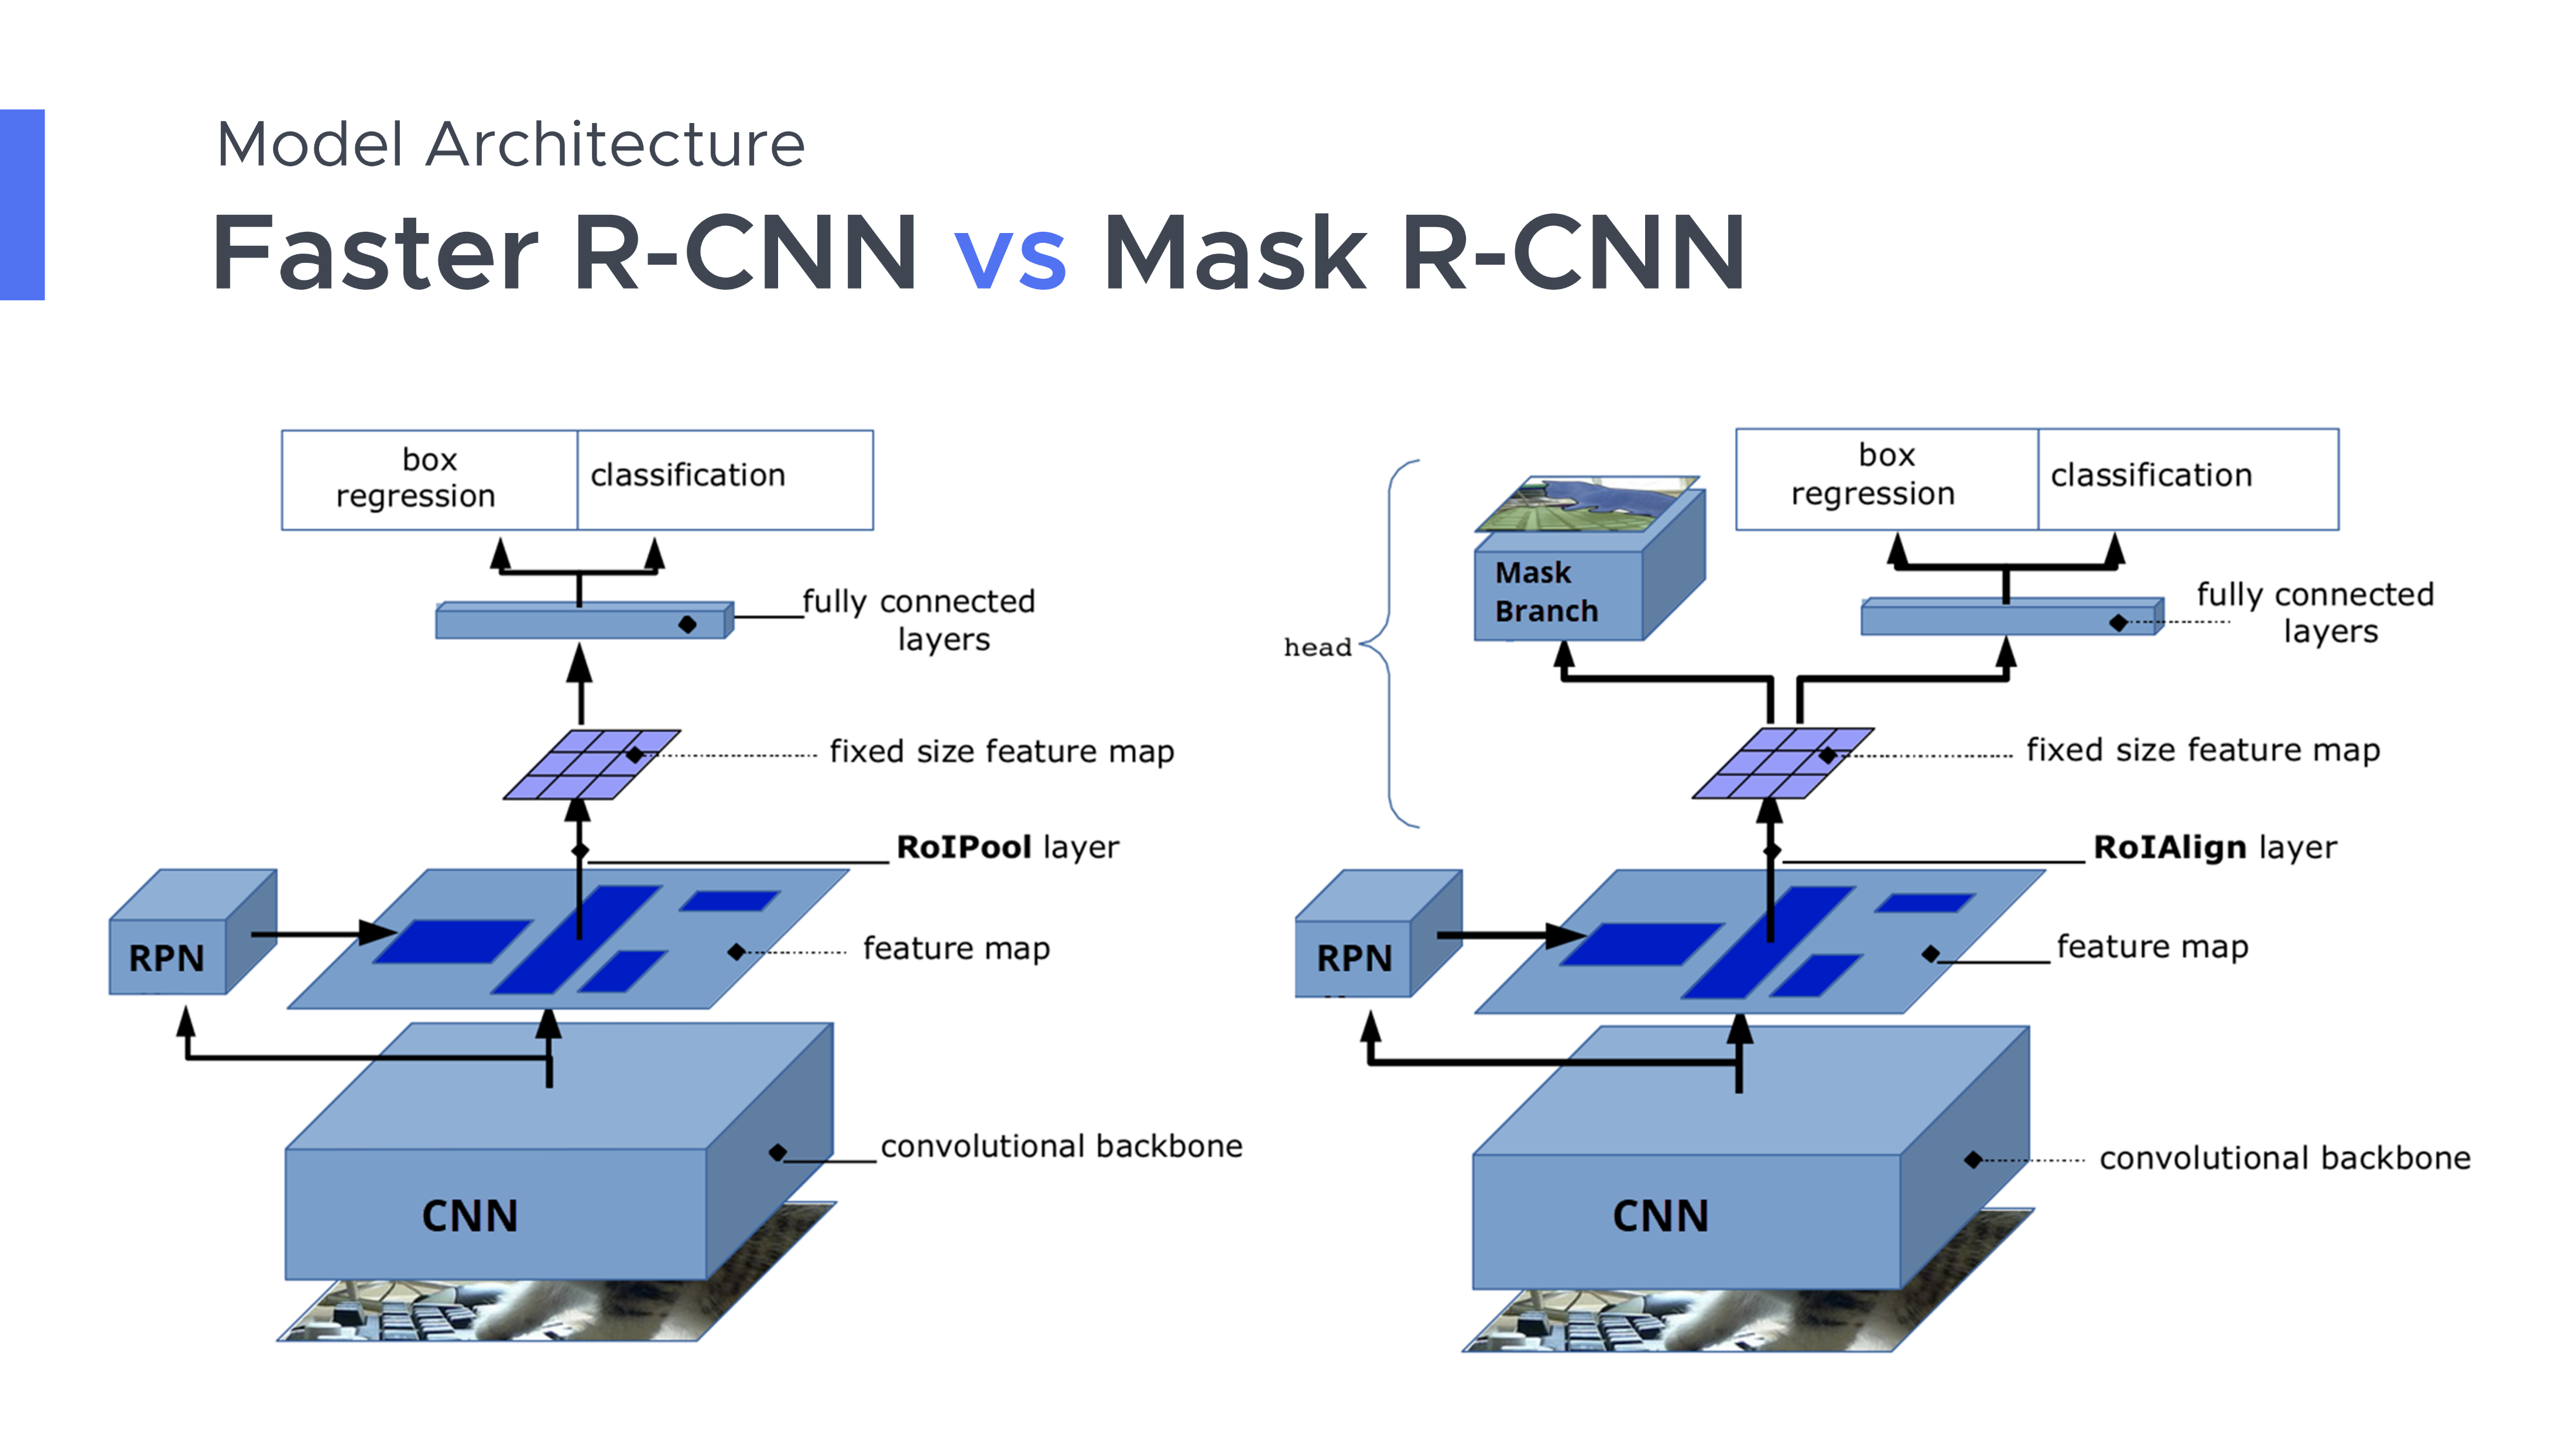 Model Architecture
Faster R-CNN vs Mask R-CNN
box
regression
classification
fully connected
layers
fixed size feature map
RoIPool layer
RPN
feature map
convolutional backbone
CNN
head
Mask
Branch
box
regression
classification
fully connected
layers
fixed size feature map
RoIAlign layer
RPN
feature map
convolutional backbone
CNN